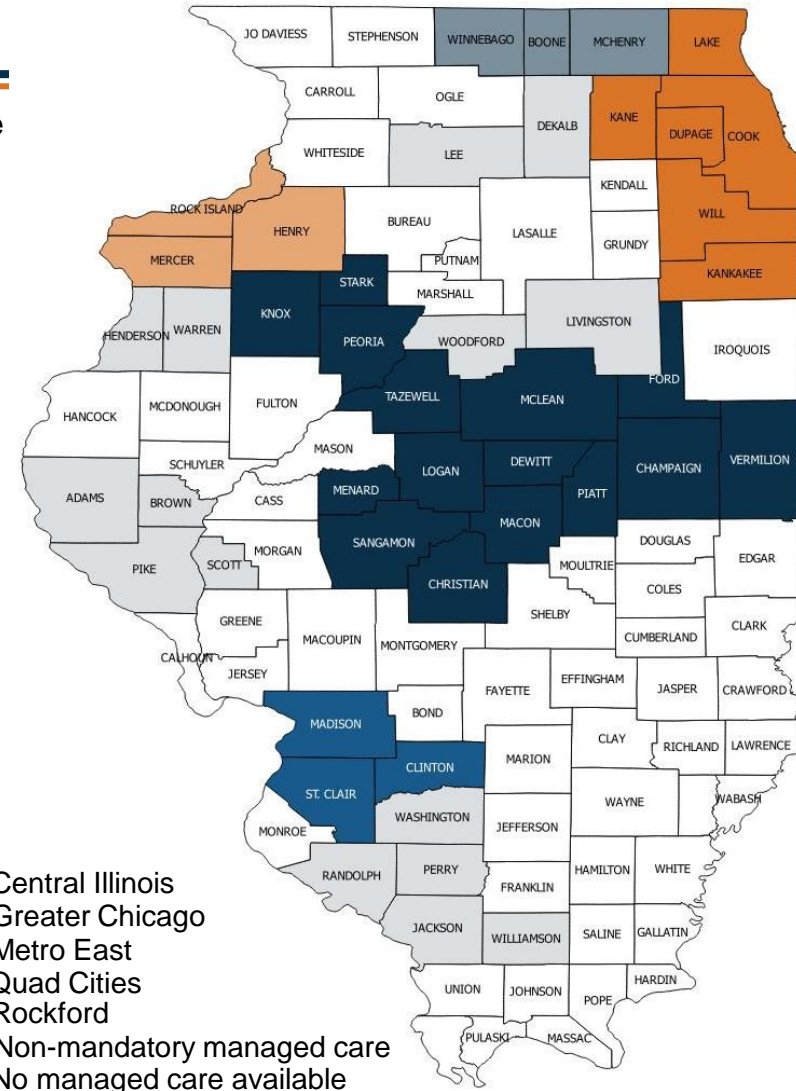 JO DAVIESS STEPHENSON WINNEBAGO BOONE MCHENRY LAKE
CARROLL OGLE DEKALB KANE DUPAGE COOK
e
WHITESIDE LEE
KENDALL
ROCK ISLAND HENRY BUREAU LASALLE WILL
PUTNAM GRUNDY
MERCER KANKAKEE
STARK MARSHALL
KNOX
HENDERSON WARREN PEORIA WOODFORD LIVINGSTON IROQUOIS
FORD
HANCOCK MCDONOUGH FULTON TAZEWELL MCLEAN
MASON
SCHUYLER LOGAN DEWITT CHAMPAIGN VERMILION
ADAMS BROWN CASS MENARD PIATT
MACON
PIKE SCOTT MORGAN SANGAMON DOUGLAS EDGAR
CHRISTIAN MOULTRIE
COLES
GREENE SHELBY
MACOUPIN MONTGOMERY CUMBERLAND CLARK
CALHOUN JERSEY
FAYETTE EFFINGHAM JASPER CRAWFORD
MADISON BOND
CLAY RICHLAND LAWRENCE
CLINTON MARION
ST. CLAIR
WAYNE WABASH
MONROE WASHINGTON JEFFERSON
RANDOLPH PERRY HAMILTON WHITE
FRANKLIN
JACKSON WILLIAMSON SALINE GALLATIN
UNION JOHNSON POPE HARDIN
PULASKI MASSAC
Central Illinois
Greater Chicago
Metro East
Quad Cities
Rockford
Non-mandatory managed care
No managed care available